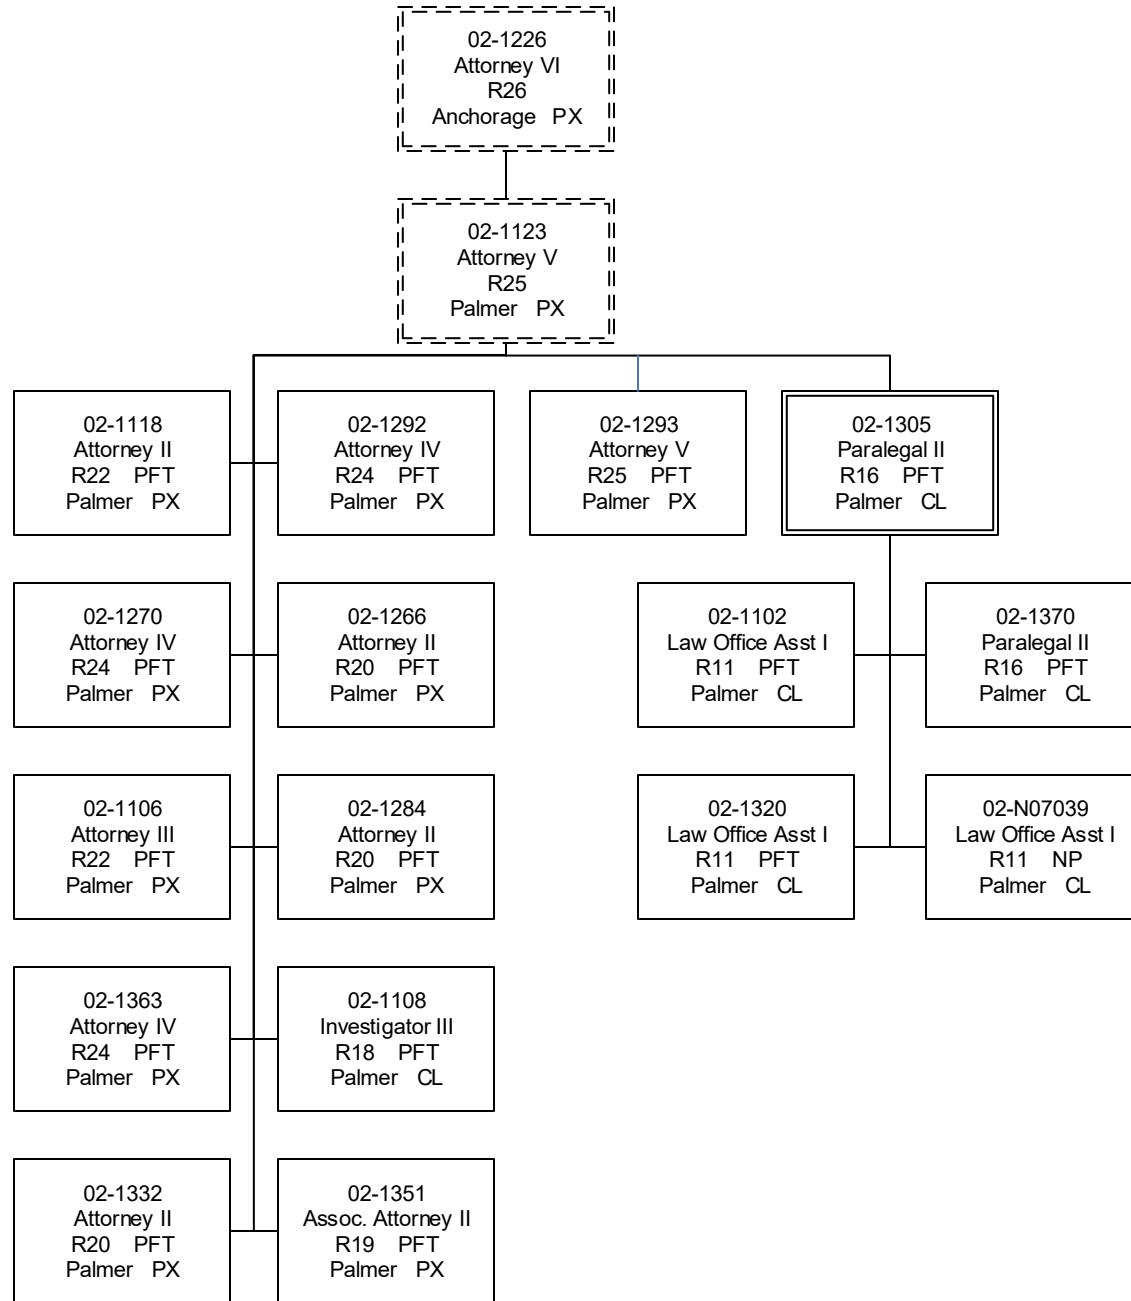 02-1226
Attorney VI
R26
Anchorage PX
02-1123
Attorney V
R25
Palmer PX
02-1118
Attorney II
R22 PFT
Palmer PX
02-1292
Attorney IV
R24 PFT
Palmer PX
02-1293
Attorney V
R25 PFT
Palmer PX
02-1305
Paralegal II
R16 PFT
Palmer CL
02-1270
Attorney IV
R24 PFT
Palmer PX
02-1266
Attorney II
R20 PFT
Palmer PX
02-1102
Law Office Asst I
R11 PFT
Palmer CL
02-1370
Paralegal II
R16 PFT
Palmer CL
02-1106
Attorney III
R22 PFT
Palmer PX
02-1284
Attorney II
R20 PFT
Palmer PX
02-1320
Law Office Asst I
R11 PFT
Palmer CL
02-N07039
Law Office Asst I
R11 NP
Palmer CL
02-1363
Attorney IV
R24 PFT
Palmer PX
02-1108
Investigator III
R18 PFT
Palmer CL
02-1332
Attorney II
R20 PFT
Palmer PX
02-1351
Assoc. Attorney II
R19 PFT
Palmer PX